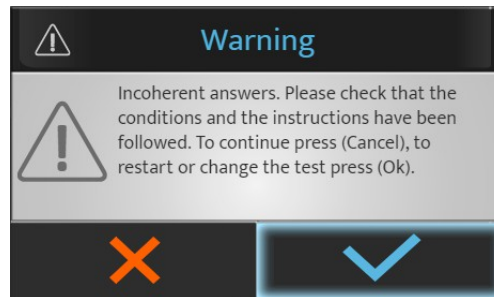 Warning
Incoherent answers. Please check that the
conditions and the instructions have been
followed. To continue press (Cancel), to
restart or change the test press (Ok).